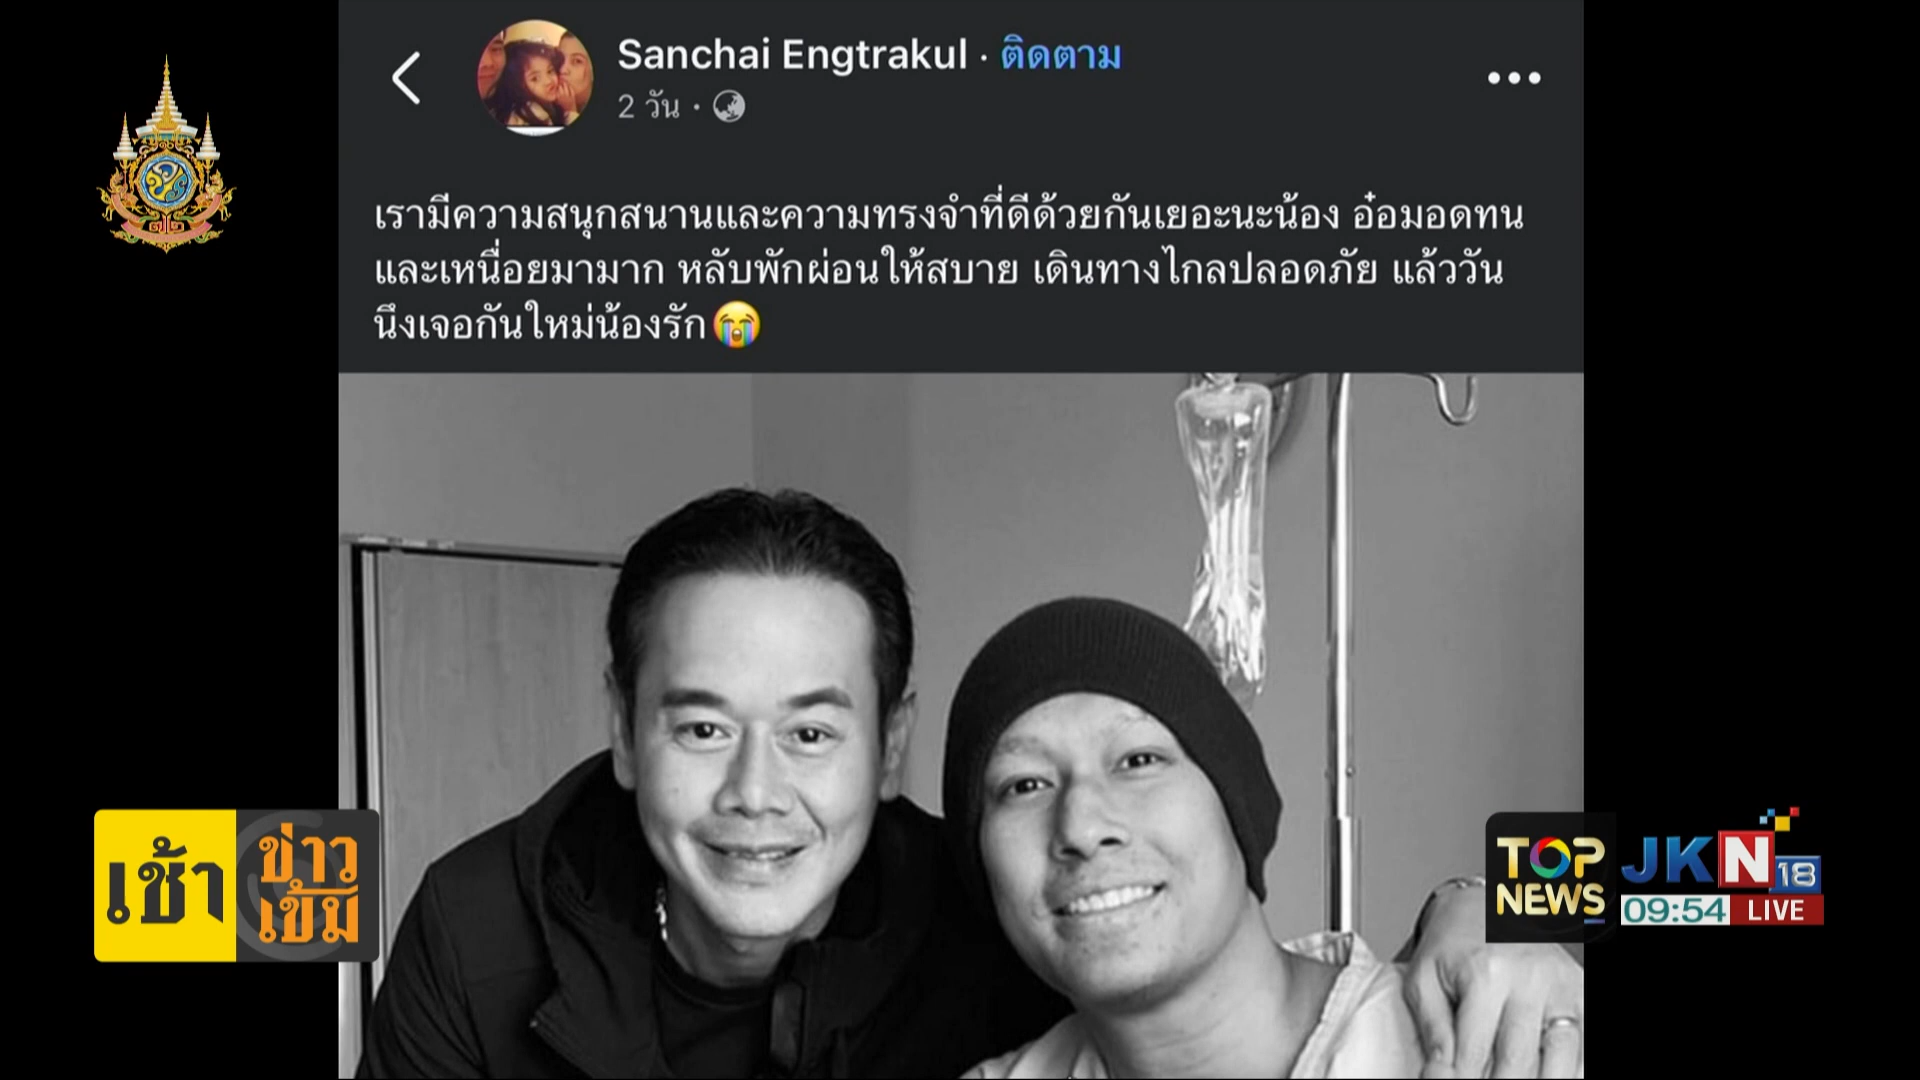 Sanchai Engtrakul · ติดตาม
2 วัน ·
เรามีความสนุกสนานและความทรงจำที่ดีด้วยกันเยอะนะน้อง อ๋อมอดทน
และเหนื่อยมามาก หลับพักผ่อนให้สบาย เดินทางไกลปลอดภัย แล้ววัน
นึงเจอกันใหม่น้องรัก😭
เช้า
ข่าว
เข้ม
TOP
NEWS
JKN
18
09:54 LIVE